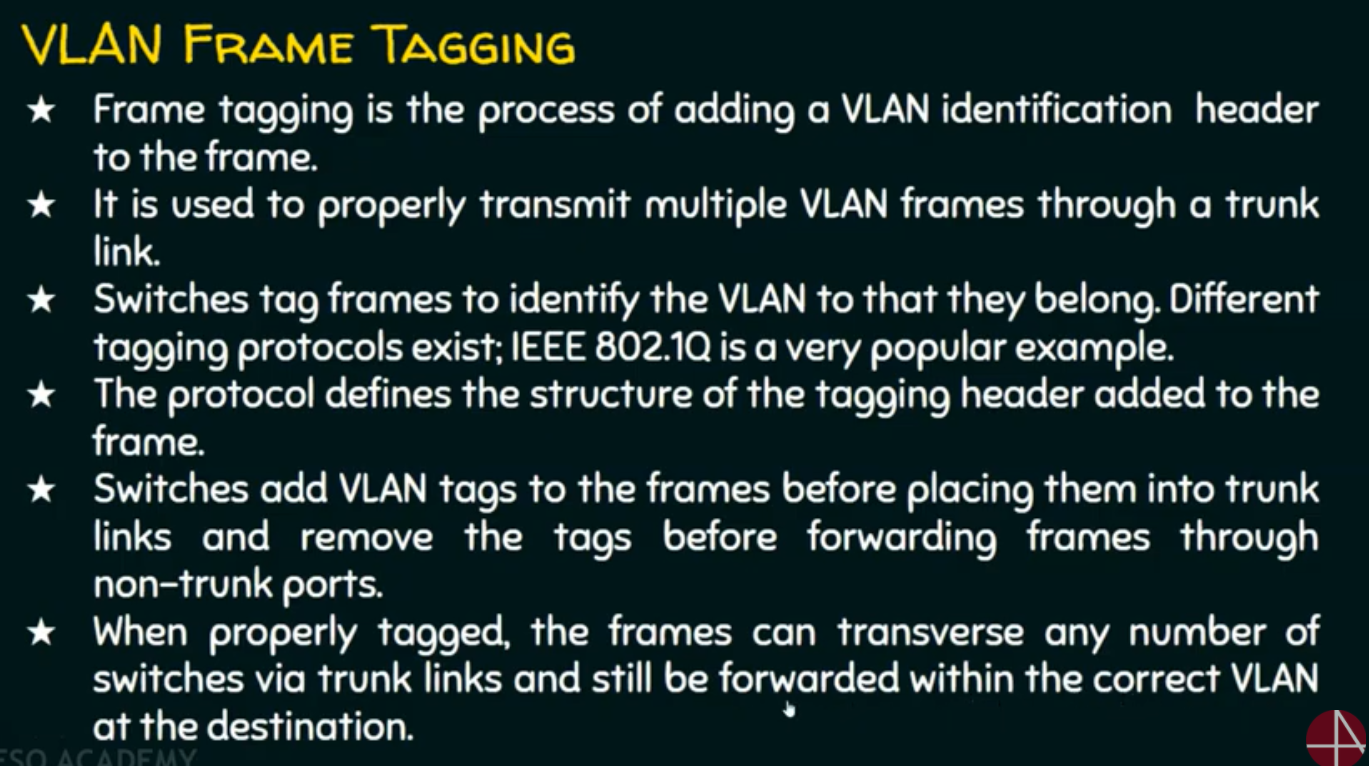 VLAN FRAME TAGGING
★ Frame tagging is the process of adding a VLAN identification header
to the frame.
★ It is used to properly transmit multiple VLAN frames through a trunk
link.
★ Switches tag frames to identify the VLAN to that they belong. Different
tagging protocols exist; IEEE 802.1Q is a very popular example.
★ The protocol defines the structure of the tagging header added to the
frame.
★ Switches add VLAN tags to the frames before placing them into trunk
links and remove the tags before forwarding frames through
non-trunk ports.
★ When properly tagged, the frames can transverse any number of
switches via trunk links and still be forwarded within the correct VLAN
at the destination.
ESO ACADEMY